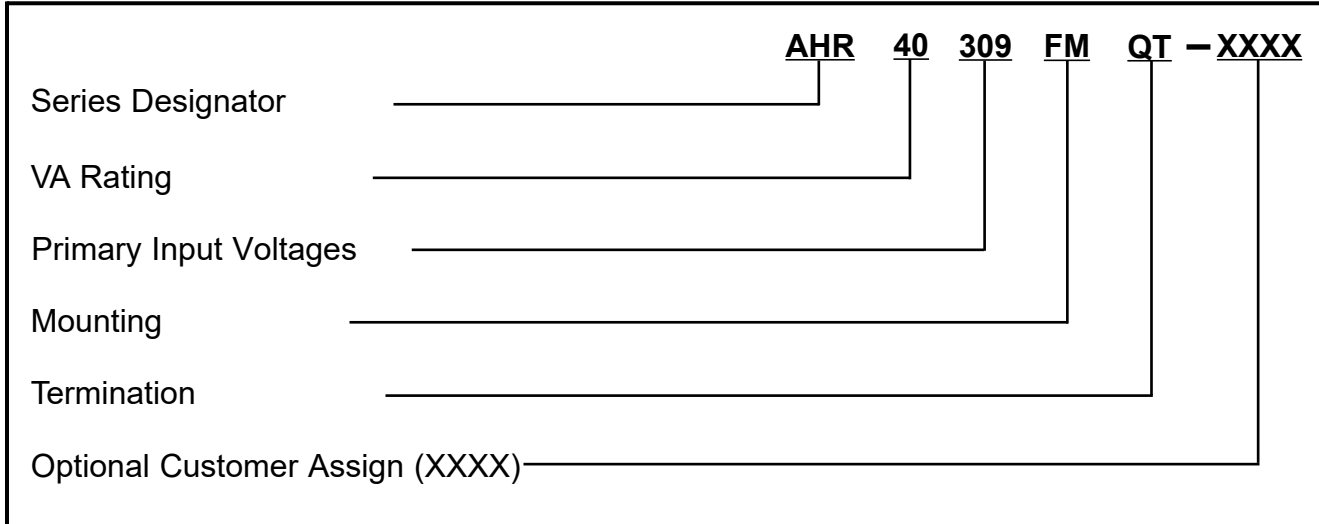 AHR 40 309 FM QT – XXXX
Series Designator
VA Rating
Primary Input Voltages
Mounting
Termination
Optional Customer Assign (XXXX)